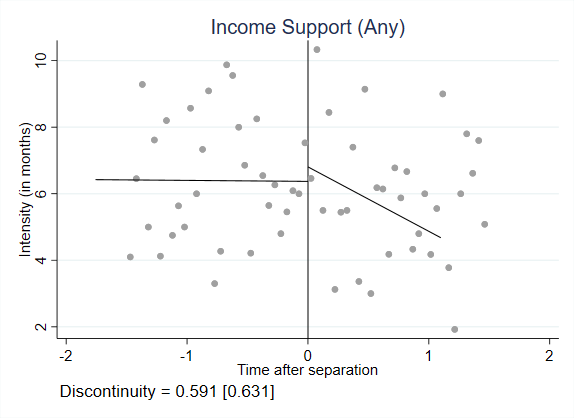 Income Support (Any)
Intensity (in months)
10
8
6
4
2
-2 -1 0 1 2
Time after separation
Discontinuity = 0.591 [0.631]